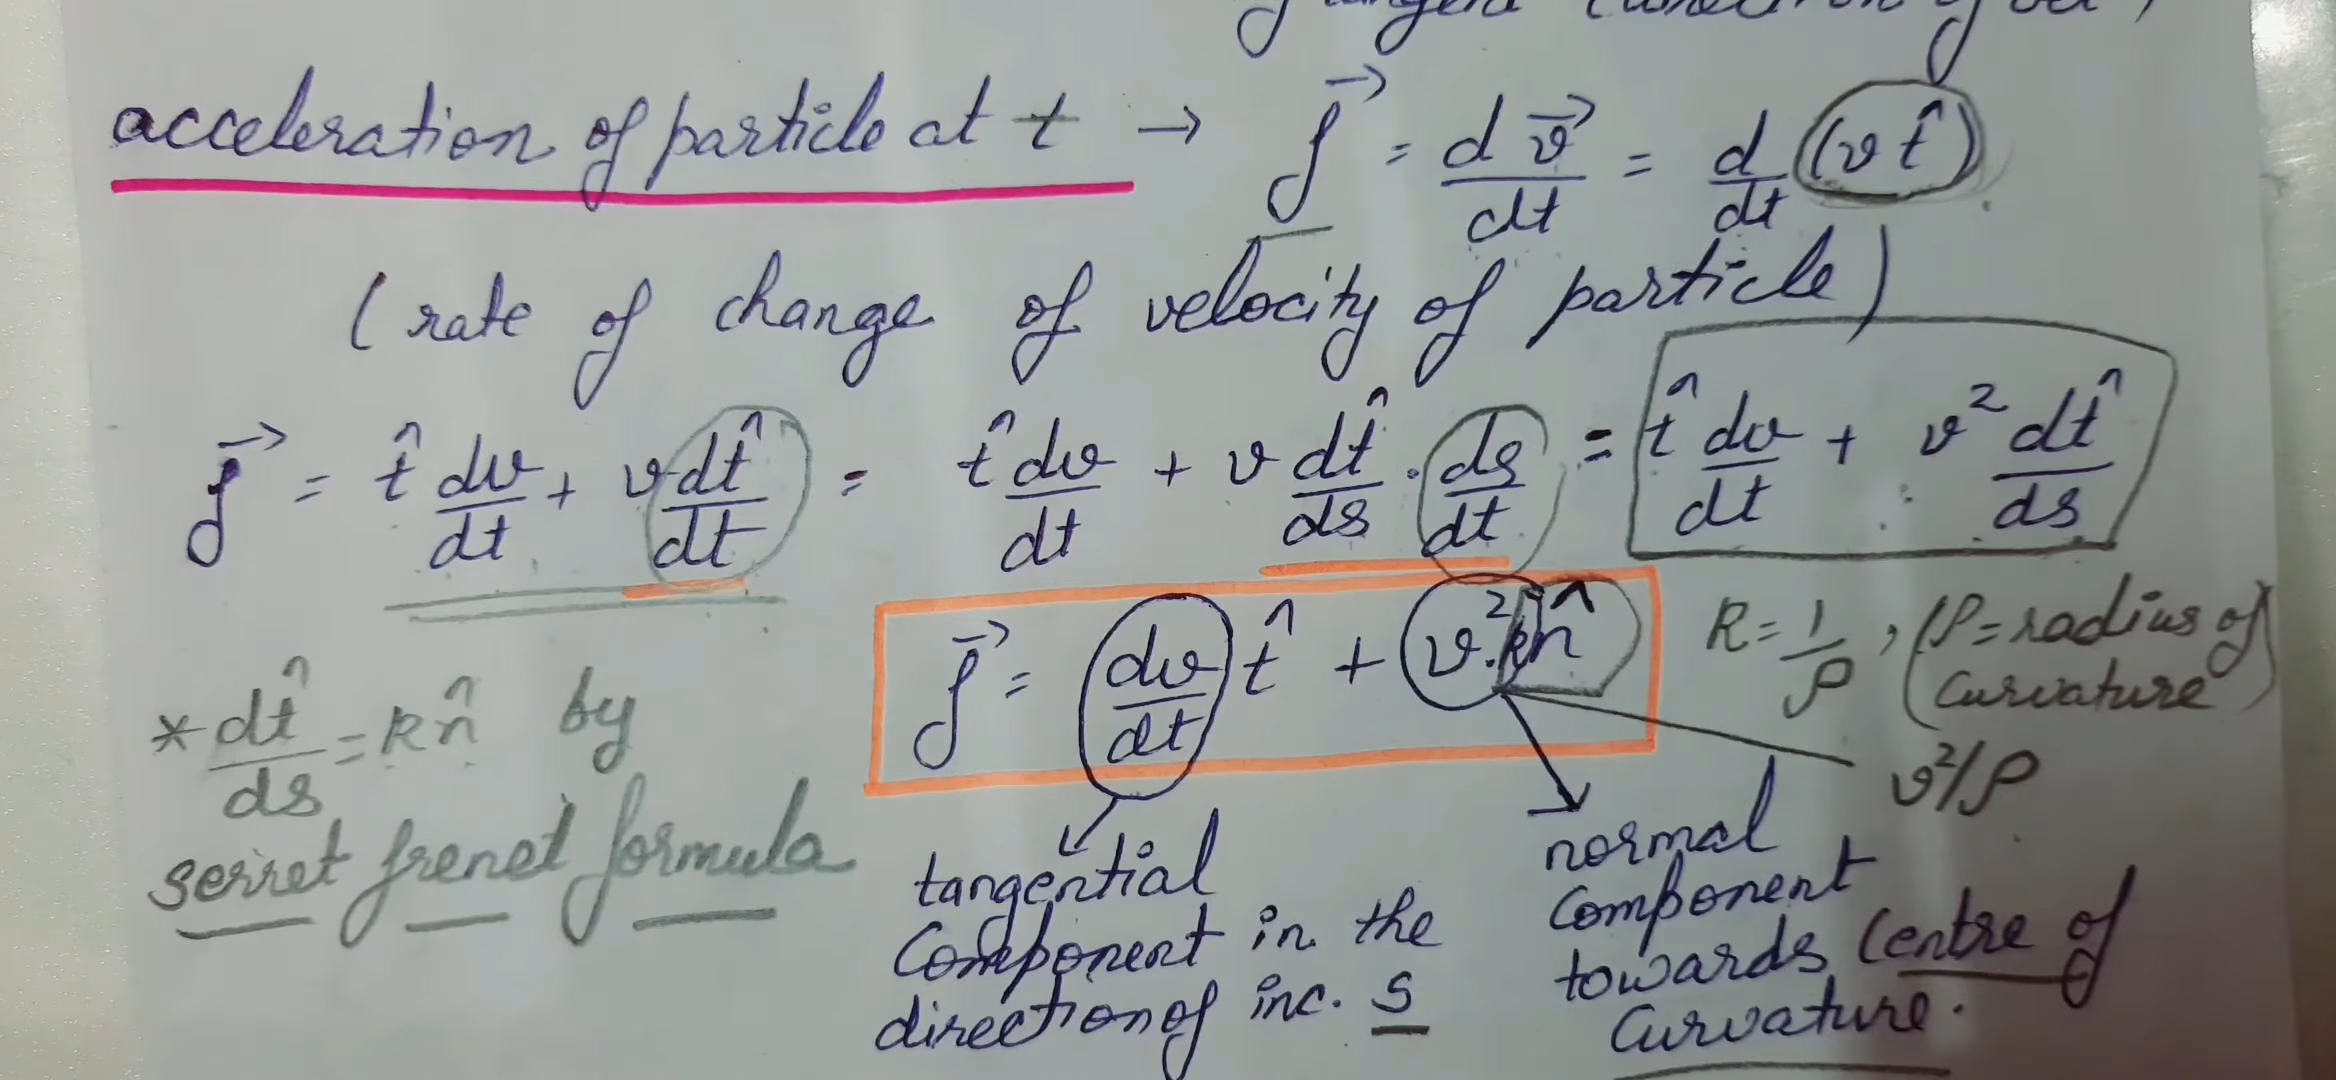 acceleration of particle at t → f⃗ = dv⃗/dt = d/dt (v t̂)
(rate of change of velocity of particle)
f⃗ = t̂ dv/dt + v dt̂/dt = t̂ dv/dt + v dt̂/ds · ds/dt = t̂ dv/dt + v² dt̂/ds
f⃗ = dv/dt t̂ + v².k n̂
k = 1/ρ, (ρ = radius of curvature)
v²/ρ
* dt̂/ds = k n̂ by
serret frenet formula
tangential
component in the
direction of inc. s
normal
component
towards centre of
curvature.